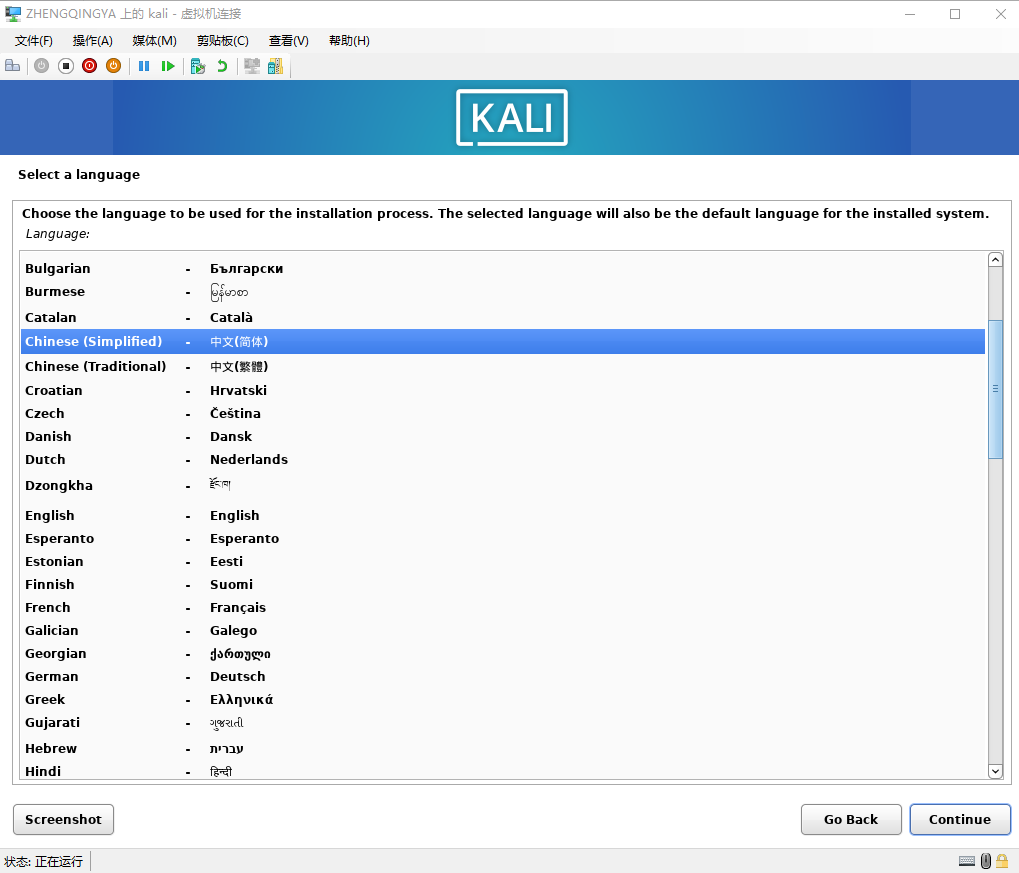 ZHENGQINGYA 上的 kali - 虚拟机连接
文件(F) 操作(A) 媒体(M) 剪贴板(C) 查看(V) 帮助(H)
KALI
Select a language
Choose the language to be used for the installation process. The selected language will also be the default language for the installed system.
Language:
Bulgarian - Български
Burmese - မြန်မာစာ
Catalan - Català
Chinese (Simplified) - 中文(简体)
Chinese (Traditional) - 中文(繁體)
Croatian - Hrvatski
Czech - Čeština
Danish - Dansk
Dutch - Nederlands
Dzongkha - རྫོང་ཁ།
English - English
Esperanto - Esperanto
Estonian - Eesti
Finnish - Suomi
French - Français
Galician - Galego
Georgian - ქართული
German - Deutsch
Greek - Ελληνικά
Gujarati - ગુજરાતી
Hebrew - עברית
Hindi - हिन्दी
Screenshot Go Back Continue
状态: 正在运行